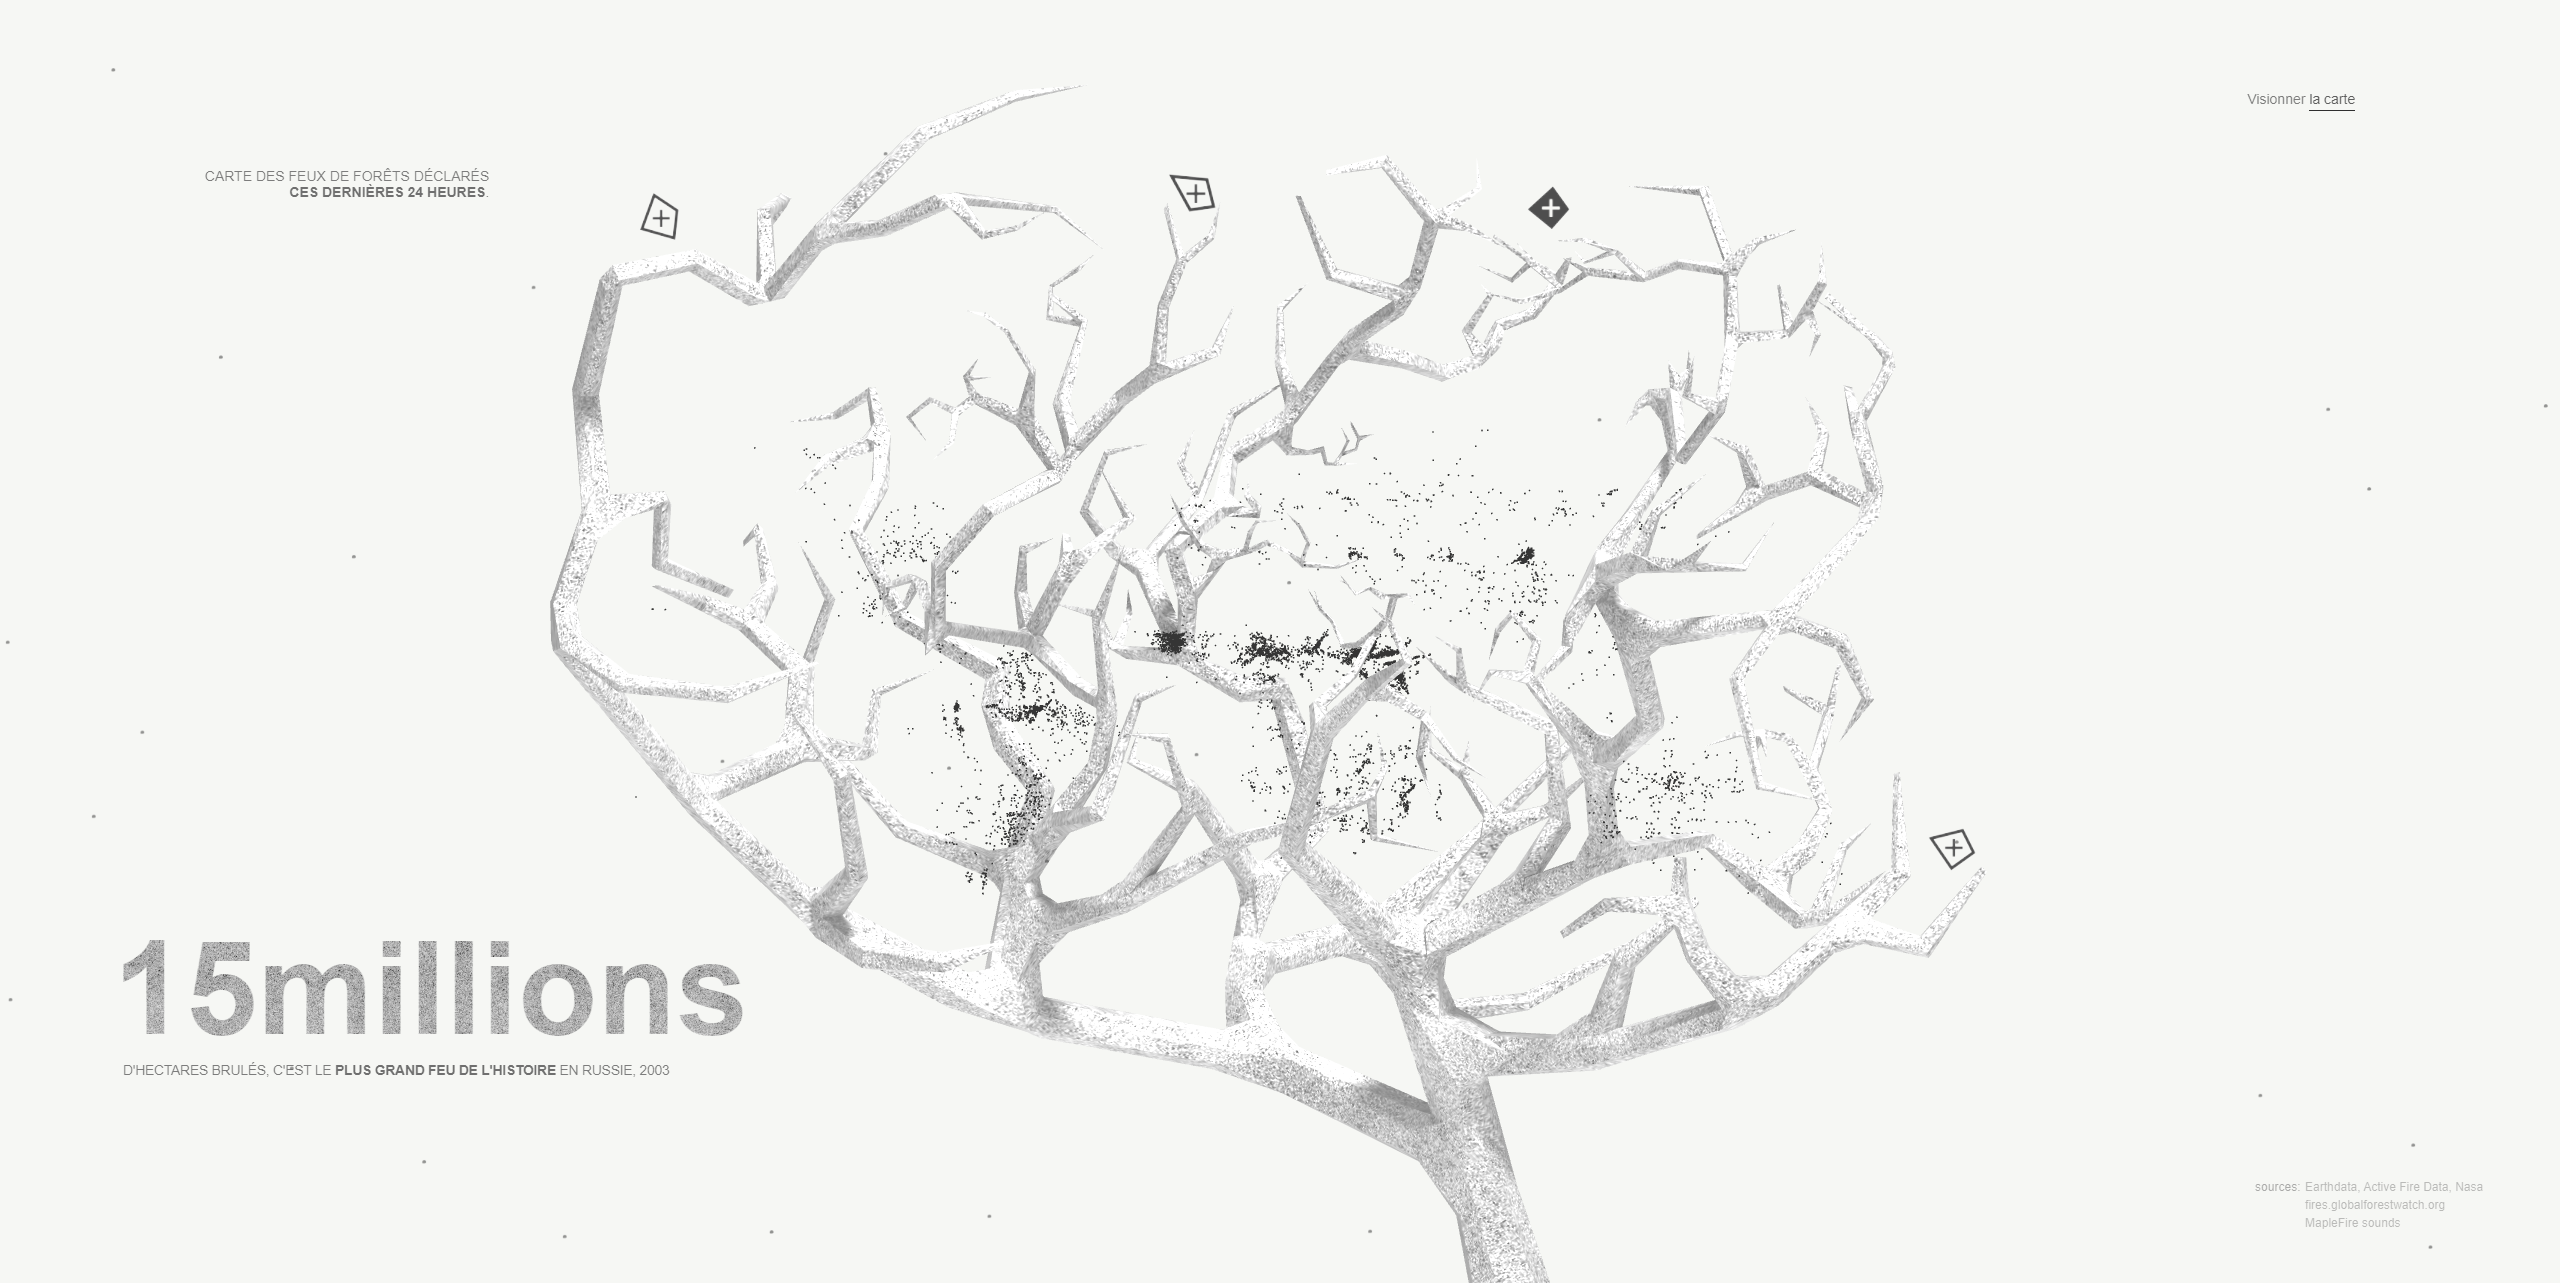 Visionner la carte
CARTE DES FEUX DE FORÊTS DÉCLARÉS
CES DERNIÈRES 24 HEURES.
15millions
D'HECTARES BRULÉS, C'EST LE PLUS GRAND FEU DE L'HISTOIRE EN RUSSIE, 2003
sources: Earthdata, Active Fire Data, Nasa
fires.globalforestwatch.org
MapleFire sounds